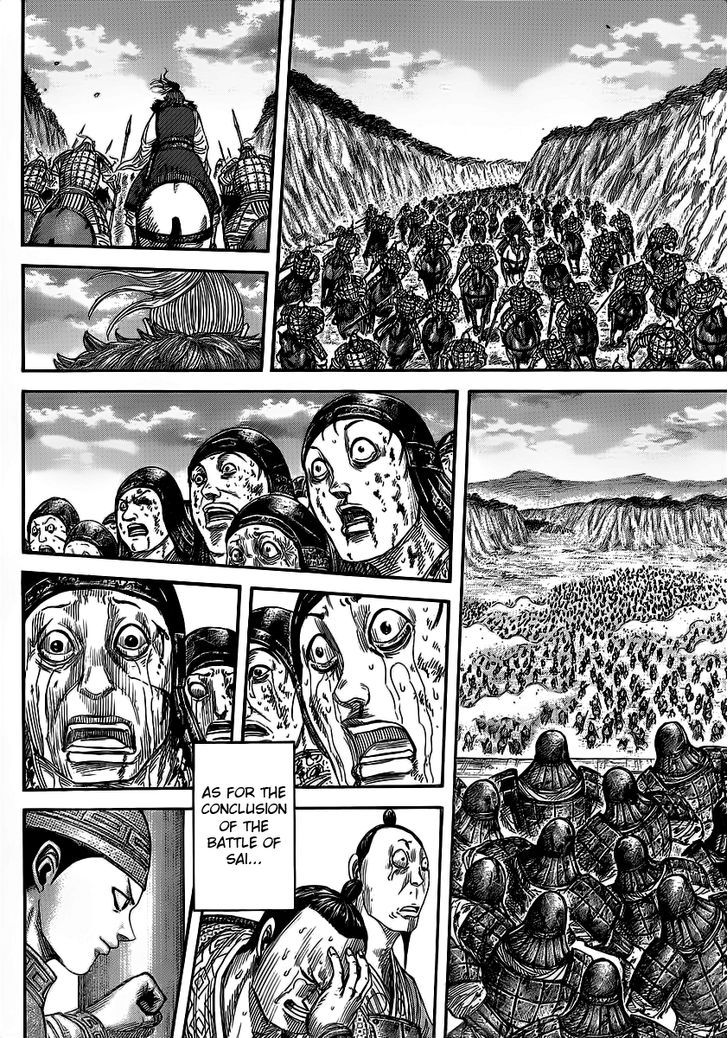 AS FOR THE
CONCLUSION
OF THE
BATTLE OF
SAI...